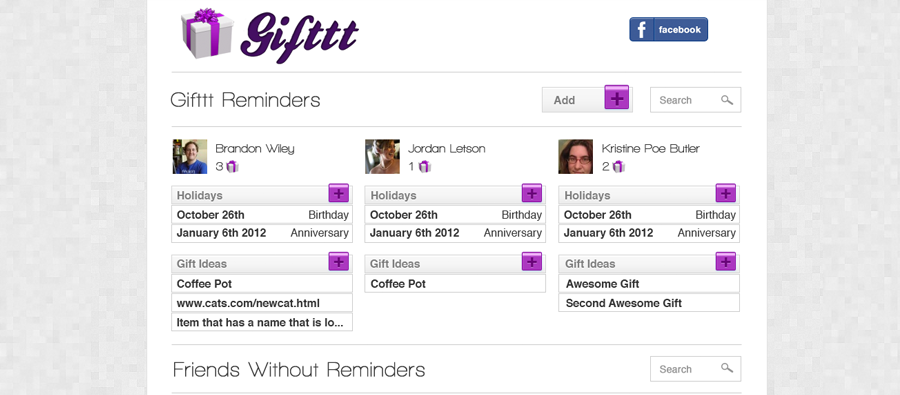 Gifttt
f facebook
Gifttt Reminders
Add +
Search
Brandon Wiley
3
Jordan Letson
1
Kristine Poe Butler
2
Holidays +
October 26th Birthday
January 6th 2012 Anniversary
Holidays +
October 26th Birthday
January 6th 2012 Anniversary
Holidays +
October 26th Birthday
January 6th 2012 Anniversary
Gift Ideas +
Coffee Pot
www.cats.com/newcat.html
Item that has a name that is lo...
Gift Ideas +
Coffee Pot
Gift Ideas +
Awesome Gift
Second Awesome Gift
Friends Without Reminders
Search